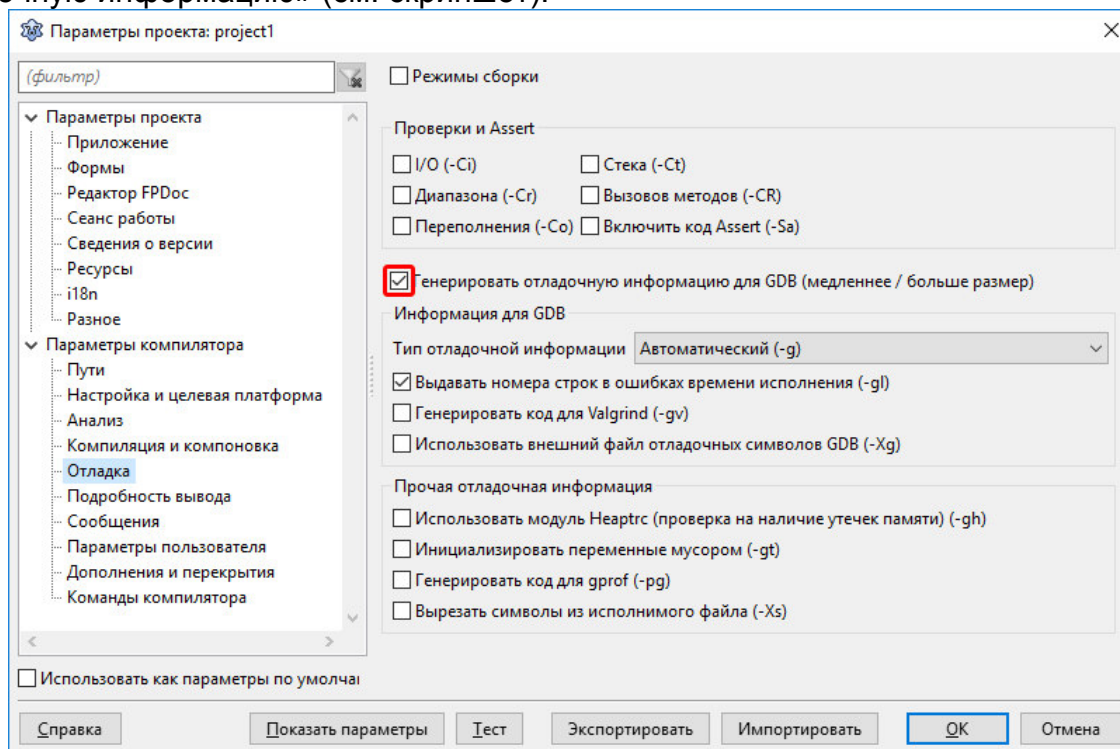 очную информацию» (см. скриншот).
Параметры проекта: project1
(фильтр)
Режимы сборки
Параметры проекта
Приложение
Формы
Редактор FPDoc
Сеанс работы
Сведения о версии
Ресурсы
i18n
Разное
Параметры компилятора
Пути
Настройка и целевая платформа
Анализ
Компиляция и компоновка
Отладка
Подробность вывода
Сообщения
Параметры пользователя
Дополнения и перекрытия
Команды компилятора
Проверки и Assert
I/O (-Ci) Стека (-Ct)
Диапазона (-Cr) Вызовов методов (-CR)
Переполнения (-Co) Включить код Assert (-Sa)
Генерировать отладочную информацию для GDB (медленнее / больше размер)
Информация для GDB
Тип отладочной информации Автоматический (-g)
Выдавать номера строк в ошибках времени исполнения (-gl)
Генерировать код для Valgrind (-gv)
Использовать внешний файл отладочных символов GDB (-Xg)
Прочая отладочная информация
Использовать модуль Heaptrc (проверка на наличие утечек памяти) (-gh)
Инициализировать переменные мусором (-gt)
Генерировать код для gprof (-pg)
Вырезать символы из исполнимого файла (-Xs)
Использовать как параметры по умолчан
Справка Показать параметры Тест Экспортировать Импортировать OK Отмена